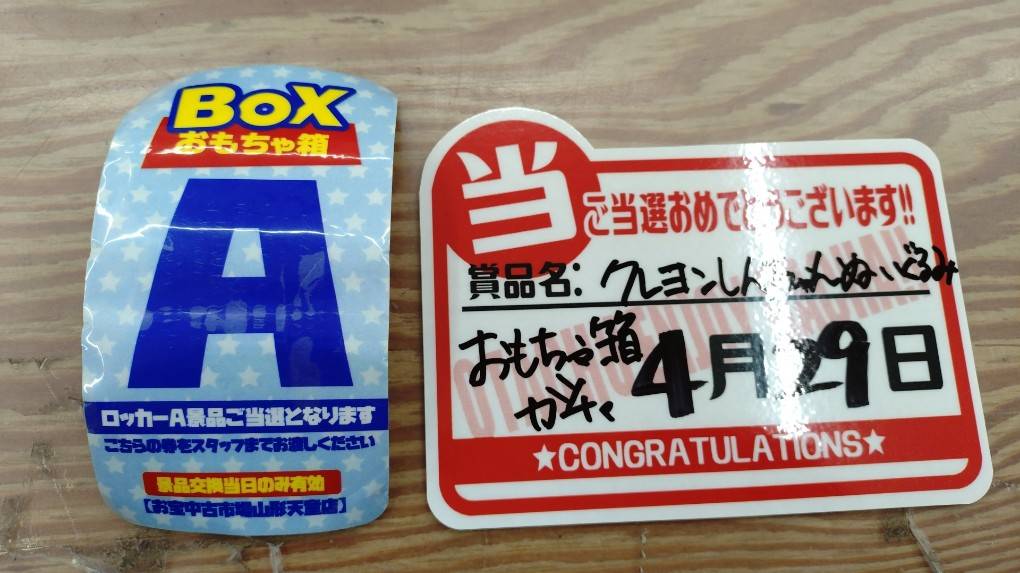 BOX
おもちゃ箱
A
ロッカーA景品ご当選となります
こちらの券をスタッフまでお渡しください
景品交換当日のみ有効
【お宝中古市場山形天童店】
当
ご当選おめでとうございます!!
賞品名: クレヨンしんちゃんぬいぐるみ
おもちゃ箱
ガチャ
4月29日
★CONGRATULATIONS★